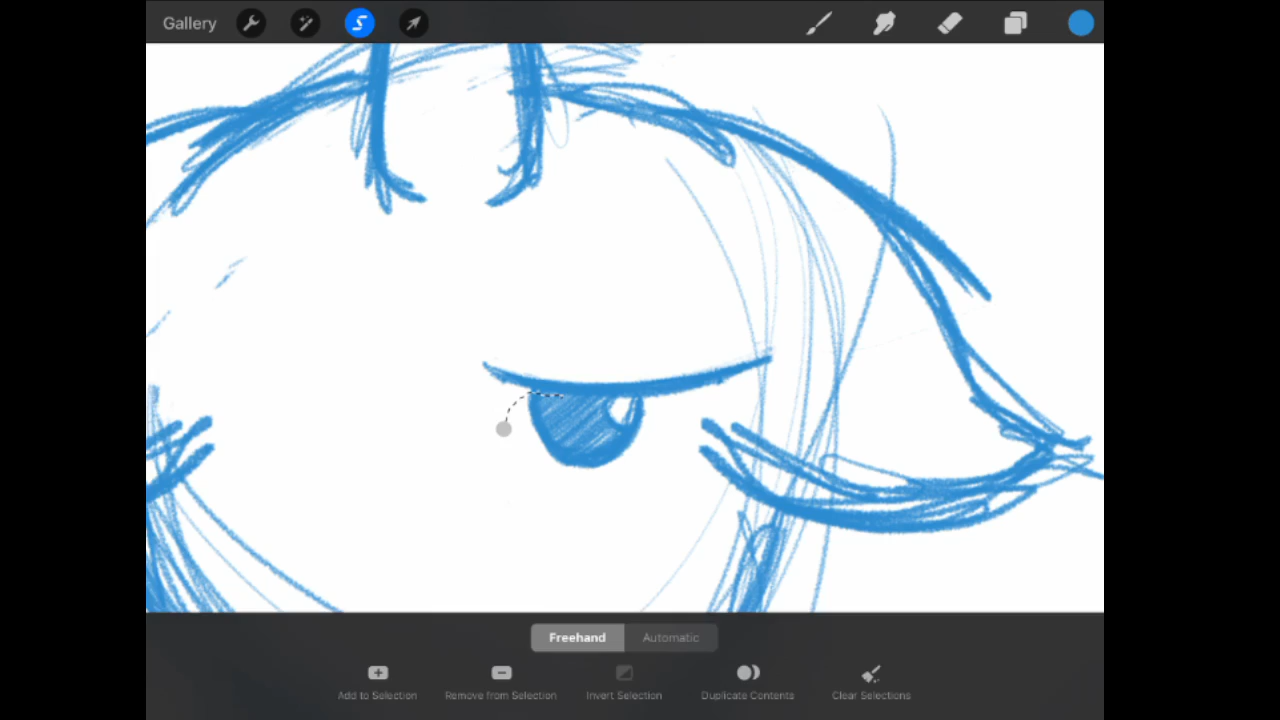 Gallery
Freehand Automatic
Add to Selection Remove from Selection Invert Selection Duplicate Contents Clear Selections